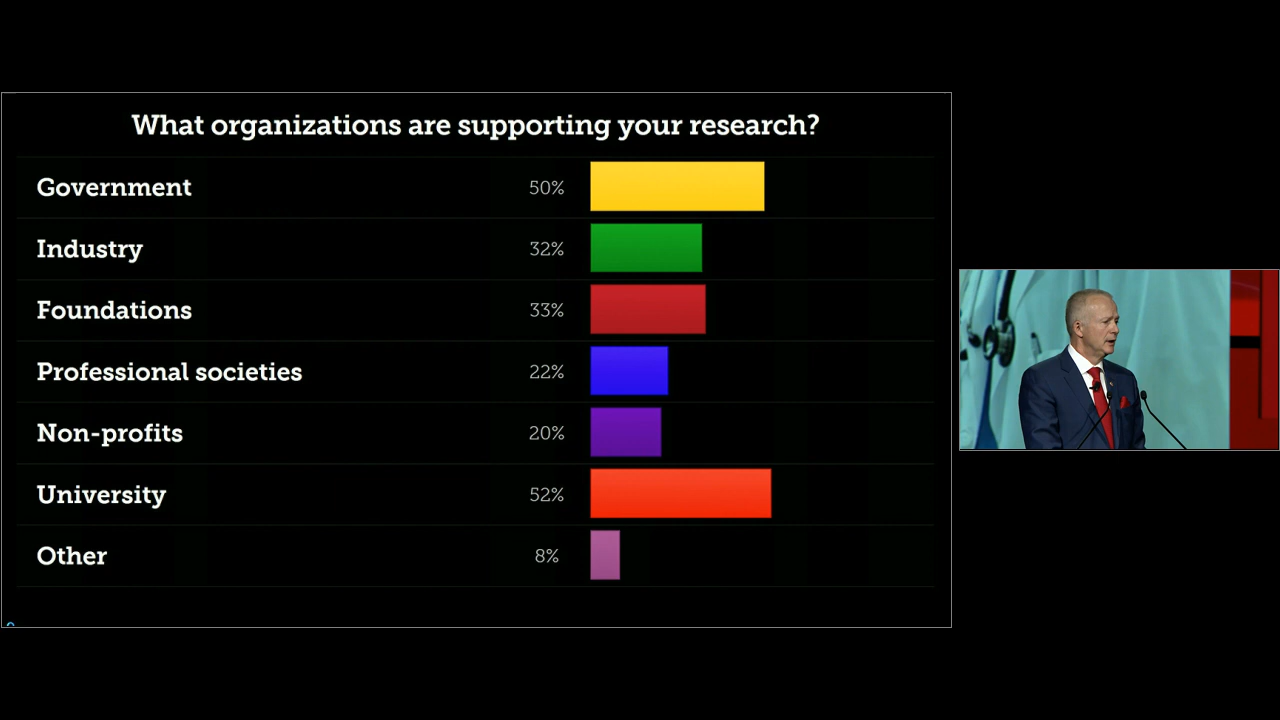 What organizations are supporting your research?
Government 50%
Industry 32%
Foundations 33%
Professional societies 22%
Non-profits 20%
University 52%
Other 8%